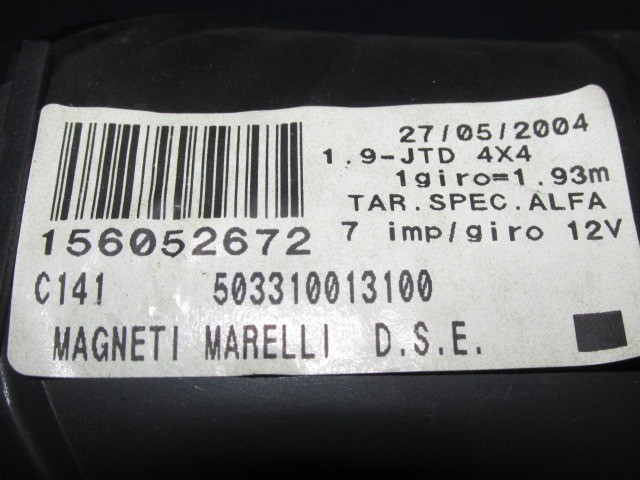 27/05/2004
1.9-JTD 4X4
1giro=1.93m
TAR.SPEC.ALFA
156052672 7 imp/giro 12V
C141 503310013100
MAGNETI MARELLI D.S.E.